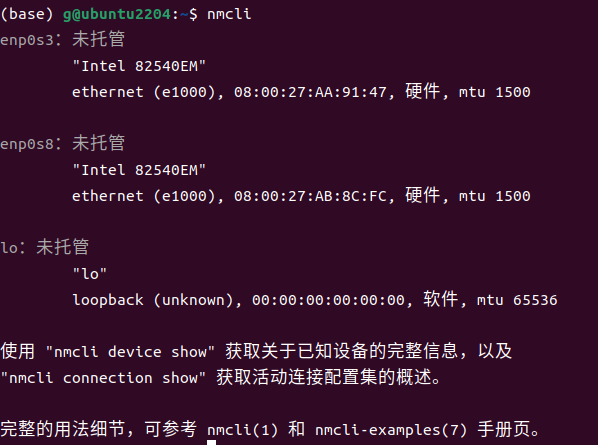 (base) g@ubuntu2204:~$ nmcli
enp0s3: 未托管
"Intel 82540EM"
ethernet (e1000), 08:00:27:AA:91:47, 硬件, mtu 1500
enp0s8: 未托管
"Intel 82540EM"
ethernet (e1000), 08:00:27:AB:8C:FC, 硬件, mtu 1500
lo: 未托管
"lo"
loopback (unknown), 00:00:00:00:00:00, 软件, mtu 65536
使用 "nmcli device show" 获取关于已知设备的完整信息，以及
"nmcli connection show" 获取活动连接配置集的概述。
完整的用法细节，可参考 nmcli(1) 和 nmcli-examples(7) 手册页。